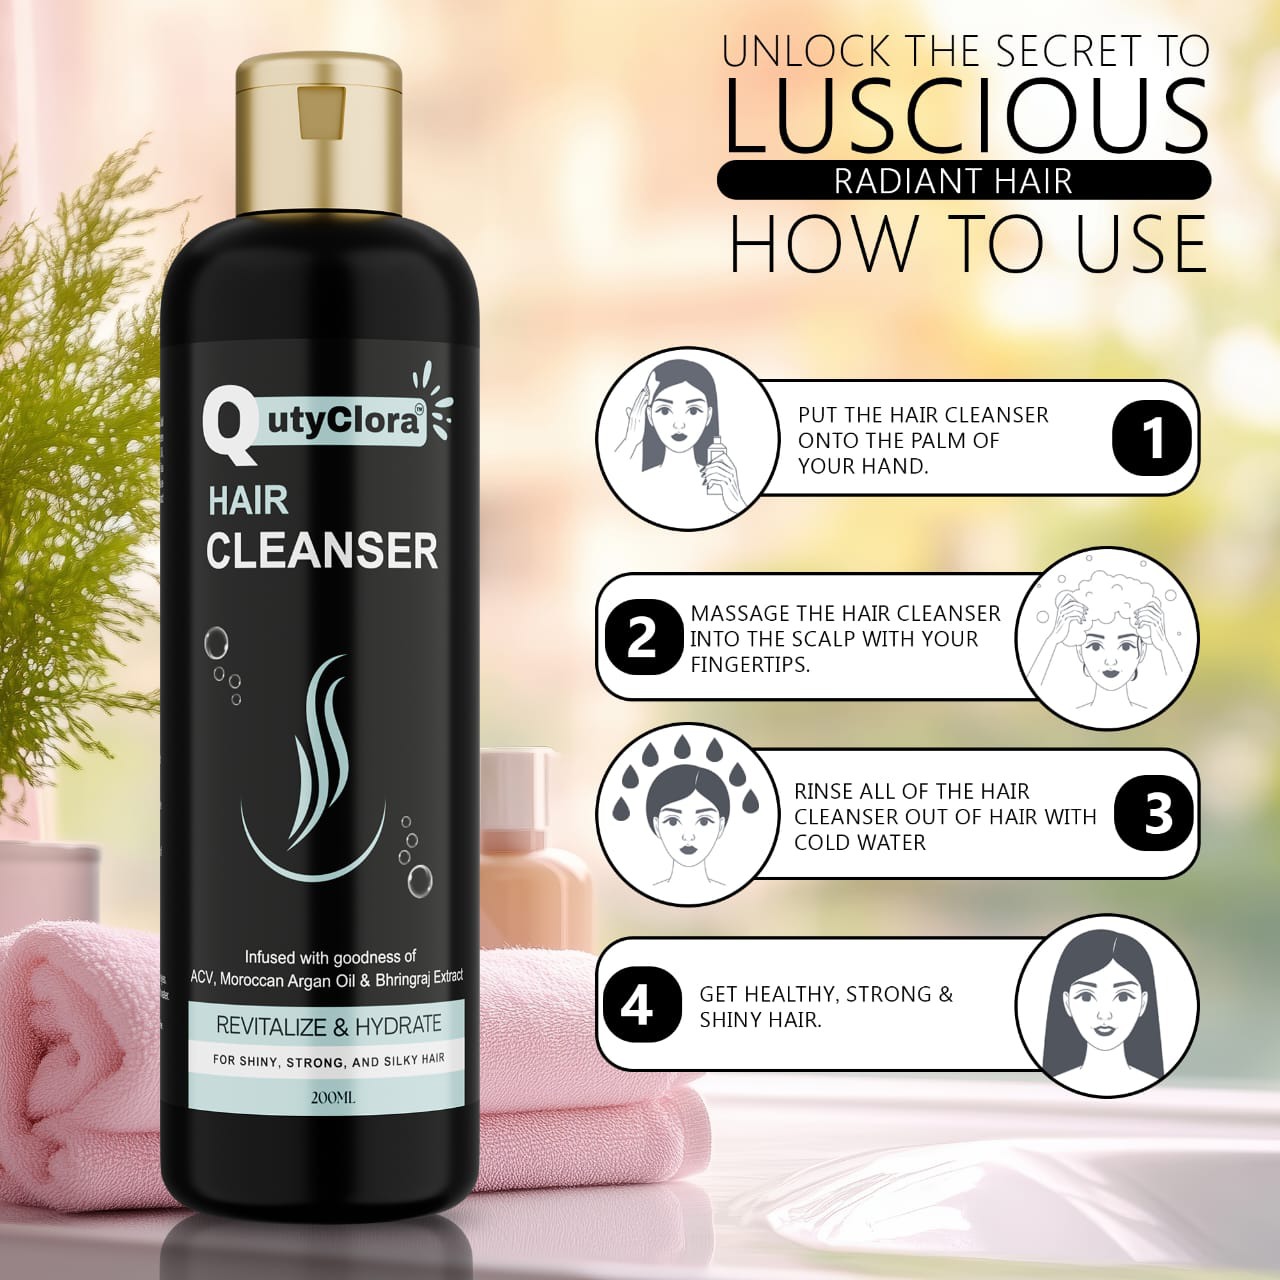 UNLOCK THE SECRET TO
LUSCIOUS
RADIANT HAIR
HOW TO USE
QutyClora™
HAIR
CLEANSER
Infused with goodness of
ACV, Moroccan Argan Oil & Bhringraj Extract
REVITALIZE & HYDRATE
FOR SHINY, STRONG, AND SILKY HAIR
200ML
PUT THE HAIR CLEANSER
ONTO THE PALM OF
YOUR HAND.
1
2
MASSAGE THE HAIR CLEANSER
INTO THE SCALP WITH YOUR
FINGERTIPS.
RINSE ALL OF THE HAIR
CLEANSER OUT OF HAIR WITH
COLD WATER
3
4
GET HEALTHY, STRONG &
SHINY HAIR.